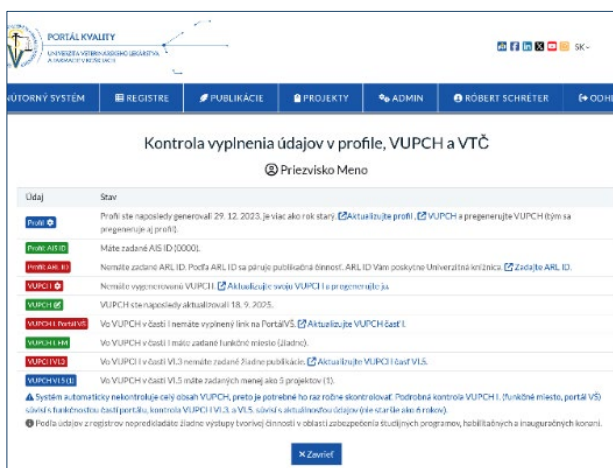 PORTÁL KVALITY
UNIVERZITA VETERINÁRSKEHO LEKÁRSTVA
A FARMÁCIE V KOŠICIACH
SK
NÚTORNÝ SYSTÉM REGISTRE PUBLIKÁCIE PROJEKTY ADMIN RÓBERT SCHRÉTER ODHL
Kontrola vyplnenia údajov v profile, VUPCH a VTČ
Priezvisko Meno
Údaj Stav
Profil Profil ste naposledy generovali 29. 12. 2023, je viac ako rok starý. Aktualizujte profil, VUPCH a pregenerujte VUPCH (tým sa
pregeneruje aj profil).
Profil: AIS ID Máte zadané AIS ID (0000).
Profil: ARL ID Nemáte zadané ARL ID. Podľa ARL ID sa páruje publikačná činnosť. ARL ID Vám poskytne Univerzitná knižnica. Zadajte ARL ID.
VUPCH Nemáte vygenerovanú VUPCH. Aktualizujte svoju VUPCH a pregenerujte ju.
VUPCH VUPCH ste naposledy aktualizovali 18. 9. 2025.
VUPCH I. PortálVŠ Vo VUPCH v časti I nemáte vyplnený link na PortálVŠ. Aktualizujte VUPCH časť I.
VUPCH I. FM Vo VUPCH v časti I máte zadané funkčné miesto (žiadne).
VUPCH VI.3 Vo VUPCH v časti VI.3 nemáte zadané žiadne publikácie. Aktualizujte VUPCH časť VI.5.
VUPCH VI.5 (1) Vo VUPCH v časti VI.5 máte zadaných menej ako 5 projektov (1).
Systém automaticky nekontroluje celý obsah VUPCH, preto je potrebné ho raz ročne skontrolovať. Podrobná kontrola VUPCH I. (funkčné miesto, portál VŠ)
súvisí s funkčnosťou častí portálu, kontrola VUPCH VI.3. a VI.5. súvisí s aktuálnosťou údajov (nie staršie ako 6 rokov).
Podľa údajov z registrov nepredkladáte žiadne výstupy tvorivej činnosti v oblasti zabezpečenia študijných programov, habilitačných a inauguračných konaní.
Zavrieť